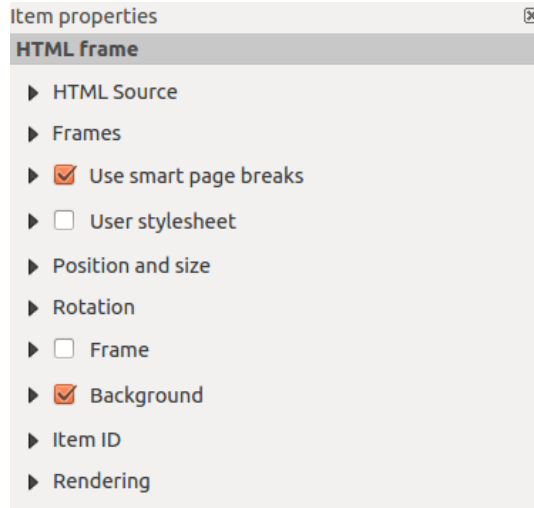 Item properties
HTML frame
HTML Source
Frames
Use smart page breaks
User stylesheet
Position and size
Rotation
Frame
Background
Item ID
Rendering